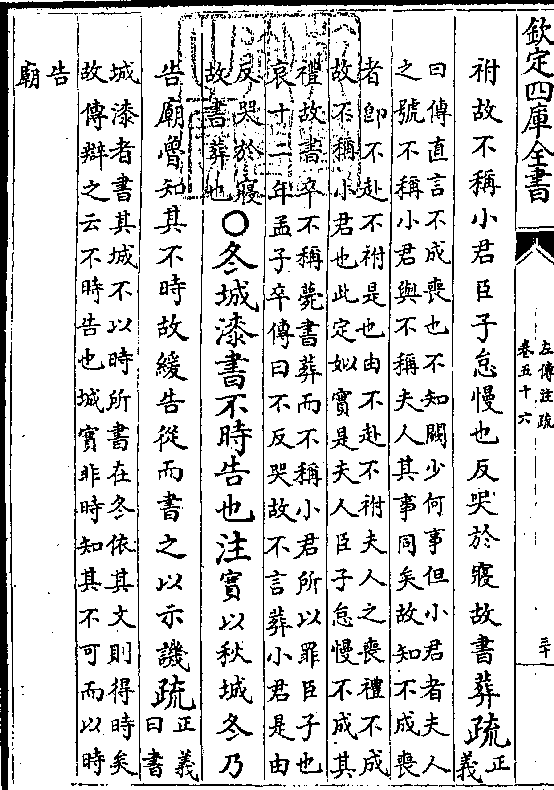 欽定四庫全書
左傳注疏
卷五十六
祔故不稱小君臣子怠慢也反哭於寢故書葬疏正義
曰傳直言不成喪也不知闕少何事但小君者夫人
之號不稱小君與不稱夫人其事同矣故知不成喪
者即不赴不祔是也由不赴不祔夫人之喪禮不成
故不稱小君也此定姒實是夫人臣子怠慢不成其
禮故書卒不稱薨書葬而不稱小君所以罪臣子也
哀十二年孟子卒傳曰不反哭故不言葬小君是由
反哭於寢
故書葬也○冬城漆書不時告也注實以秋城冬乃
告廟魯知其不時故緩告從而書之以示譏疏正義
曰書
城漆者書其城不以時所書在冬依其文則得時矣
故傳辯之云不時告也城實非時知其不可而以時
告
廟